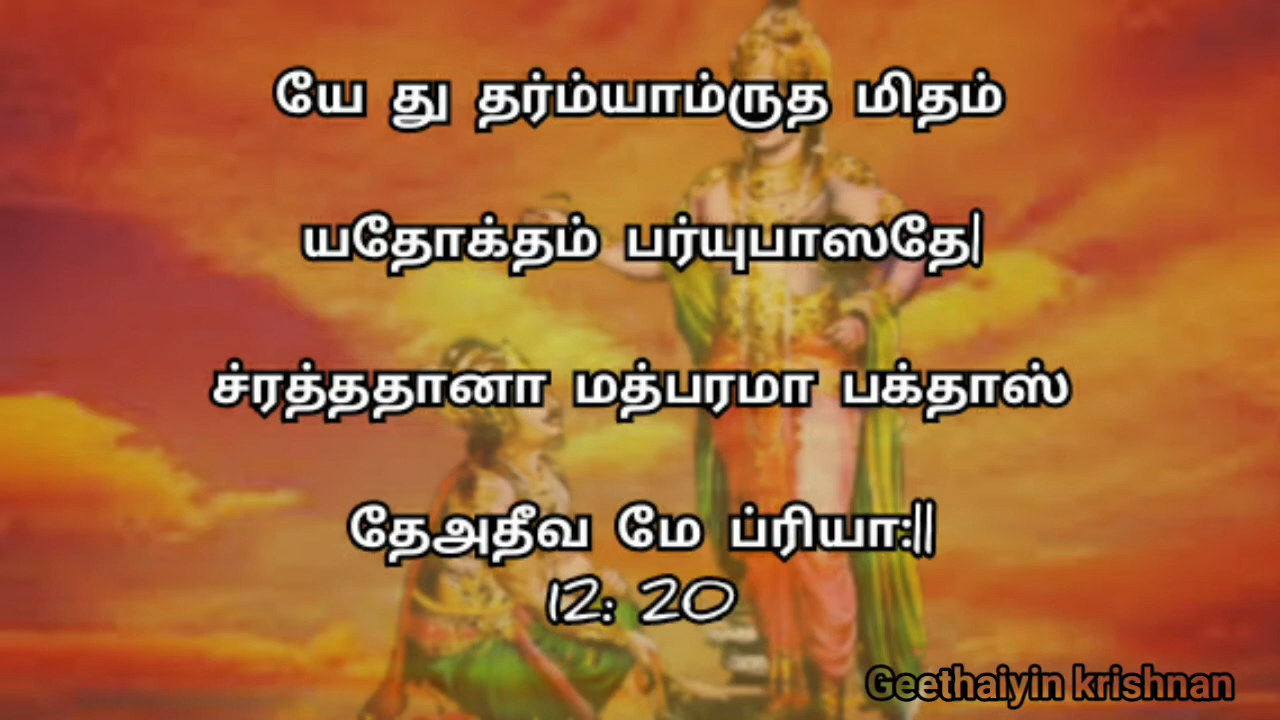 யே து தர்ம்யாம்ருத மிதம்
யதோக்தம் பர்யுபாஸதே|
ச்ரத்ததானா மத்பரமா பக்தாஸ்
தேஅதீவ மே ப்ரியா:||
12: 20
Geethaiyin krishnan